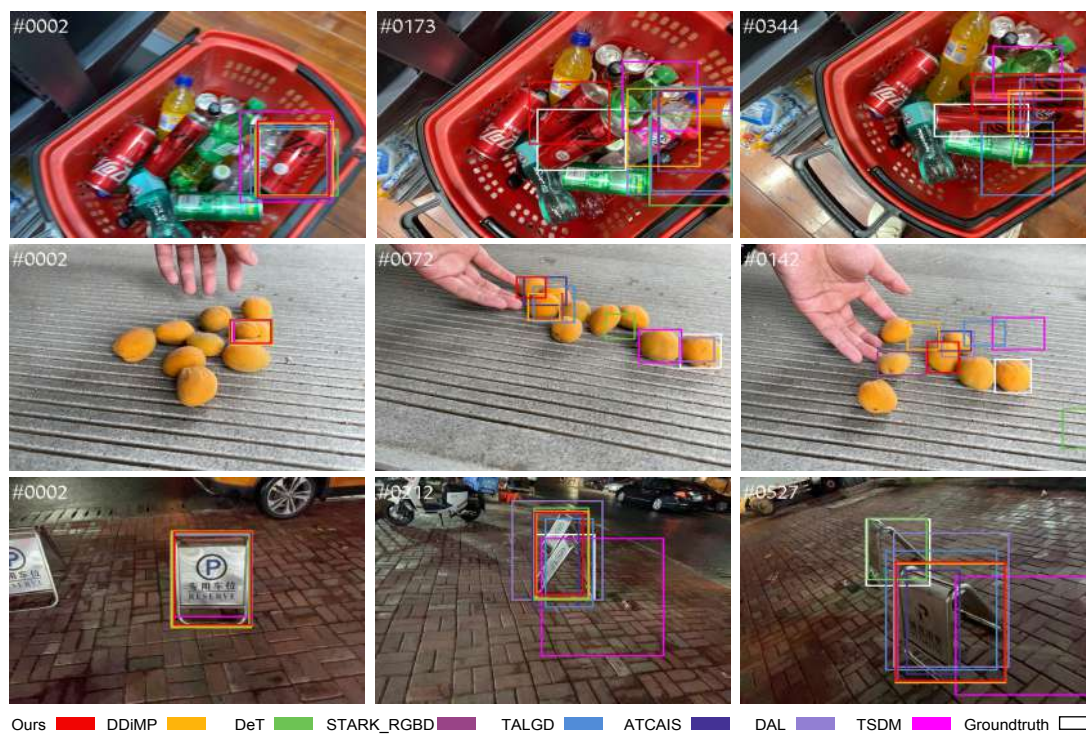 #0002
#0173
#0344
#0002
#0072
#0142
#0002
#0212
#0527
P
专用车位
RESERVE
P
Ours DDiMP DeT STARK_RGBD TALGD ATCAIS DAL TSDM Groundtruth